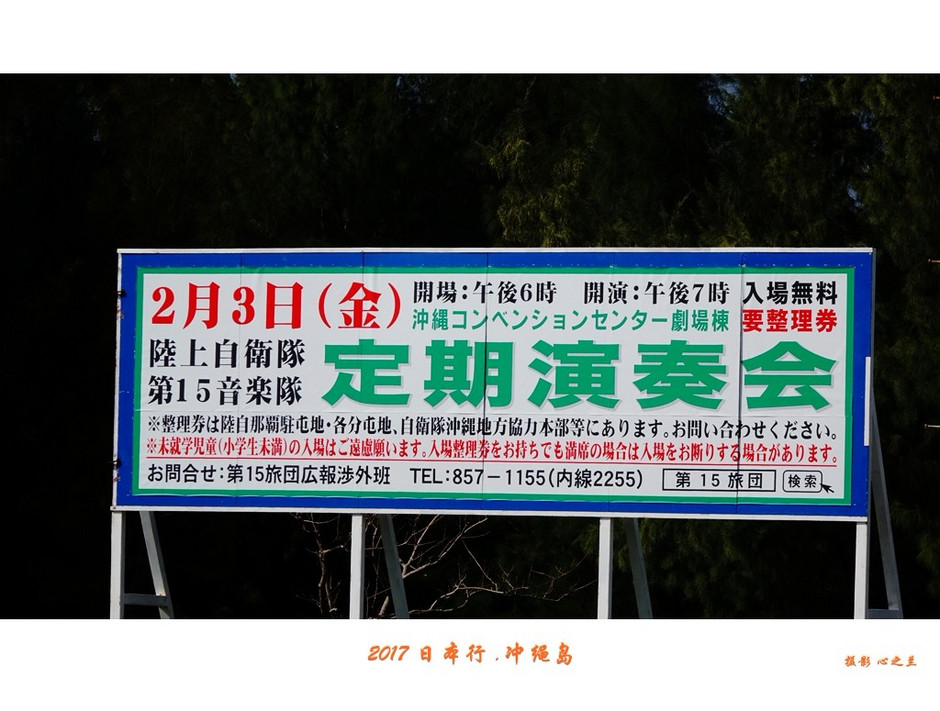 2月3日(金) 開場:午後6時 開演:午後7時 入場無料
沖縄コンベンションセンター劇場棟 要整理券
陸上自衛隊
第15音楽隊
定期演奏会
※整理券は陸自那覇駐屯地・各分屯地、自衛隊沖縄地方協力本部等にあります。お問い合わせください。
※未就学児童(小学生未満)の入場はご遠慮願います。入場整理券をお持ちでも満席の場合は入場をお断りする場合があります。
お問合せ:第15旅団広報渉外班 TEL:857-1155(内線2255) 第15旅団 検索
2017 日本行 . 冲绳岛
摄影 心之兰